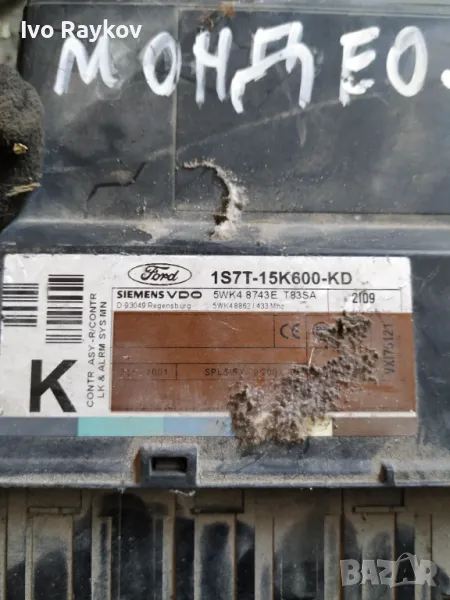 Ivo Raykov
МОНДЕО.
Ford
1S7T-15K600-KD
SIEMENS VDO
5WK4 8743E T83SA
2109
D-93049 Regensburg
5WK48862 / 433 MHz
CE
K
CONTR ASY-R/CONTR
LK & ALRM SYS MN
BAZAR